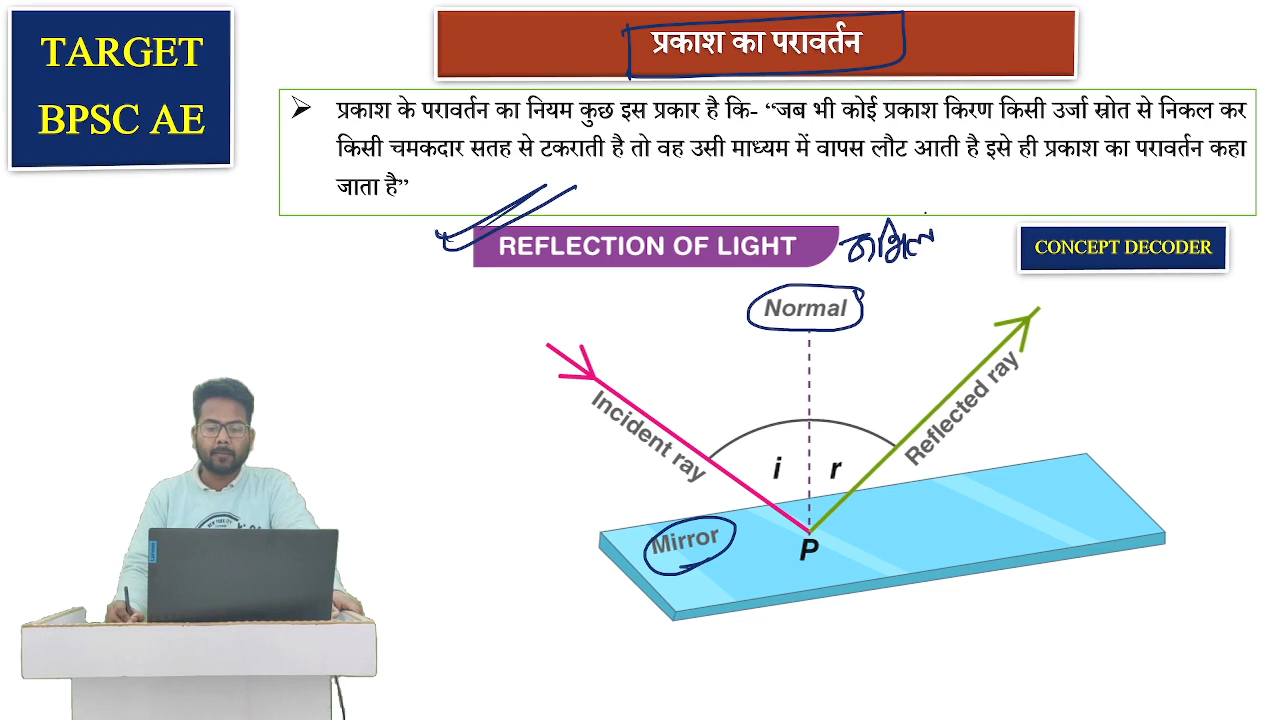 TARGET
BPSC AE
प्रकाश का परावर्तन
➢ प्रकाश के परावर्तन का नियम कुछ इस प्रकार है कि- “जब भी कोई प्रकाश किरण किसी उर्जा स्रोत से निकल कर
किसी चमकदार सतह से टकराती है तो वह उसी माध्यम में वापस लौट आती है इसे ही प्रकाश का परावर्तन कहा
जाता है”
REFLECTION OF LIGHT
CONCEPT DECODER
Normal
Incident ray
Reflected ray
i
r
Mirror
P
Lenovo